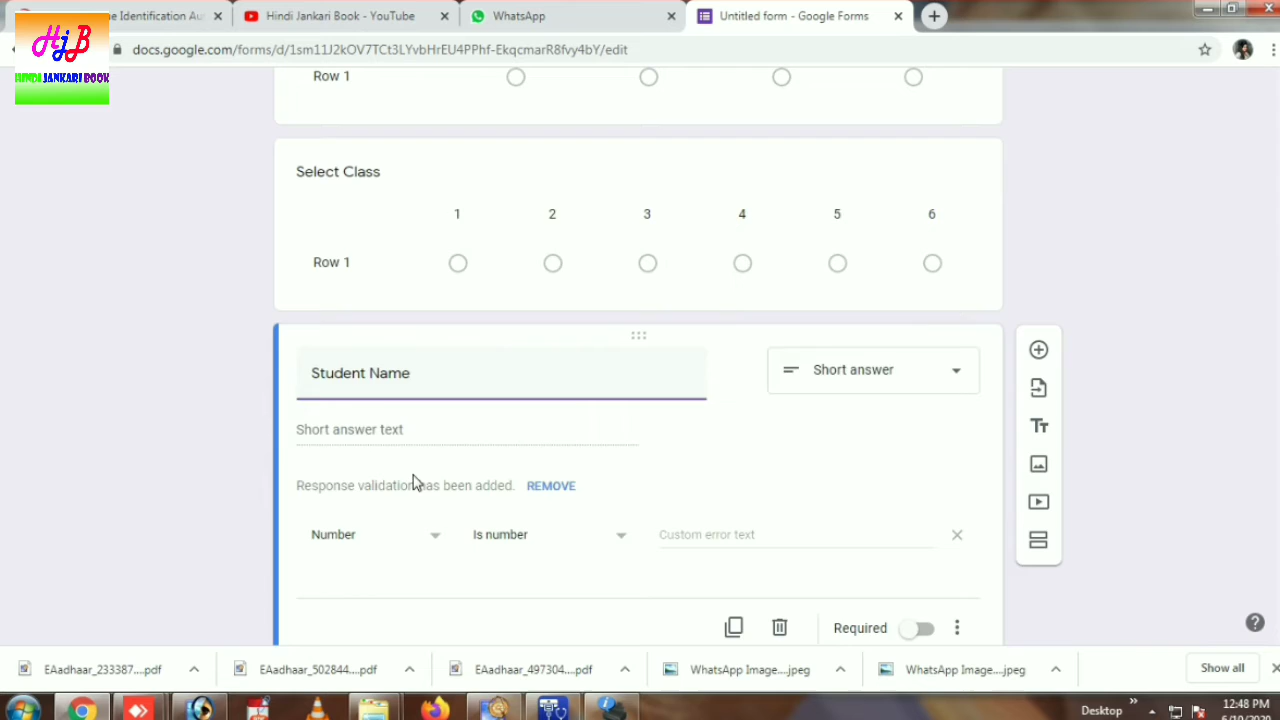 Hindi Jankari Book - YouTube
WhatsApp
Untitled form - Google Forms
HJB
HINDI JANKARI BOOK
docs.google.com/forms/d/1sm11J2kOV7TCt3LYvbHrEU4PPhf-EkqcmarR8fvy4bY/edit
Row 1
Select Class
1 2 3 4 5 6
Row 1
Student Name
Short answer
Short answer text
Response validation has been added. REMOVE
Number
Is number
Custom error text
Required
EAadhaar_233387....pdf
EAadhaar_502844....pdf
EAadhaar_497304....pdf
WhatsApp Image....jpeg
WhatsApp Image....jpeg
Show all
Desktop
12:48 PM